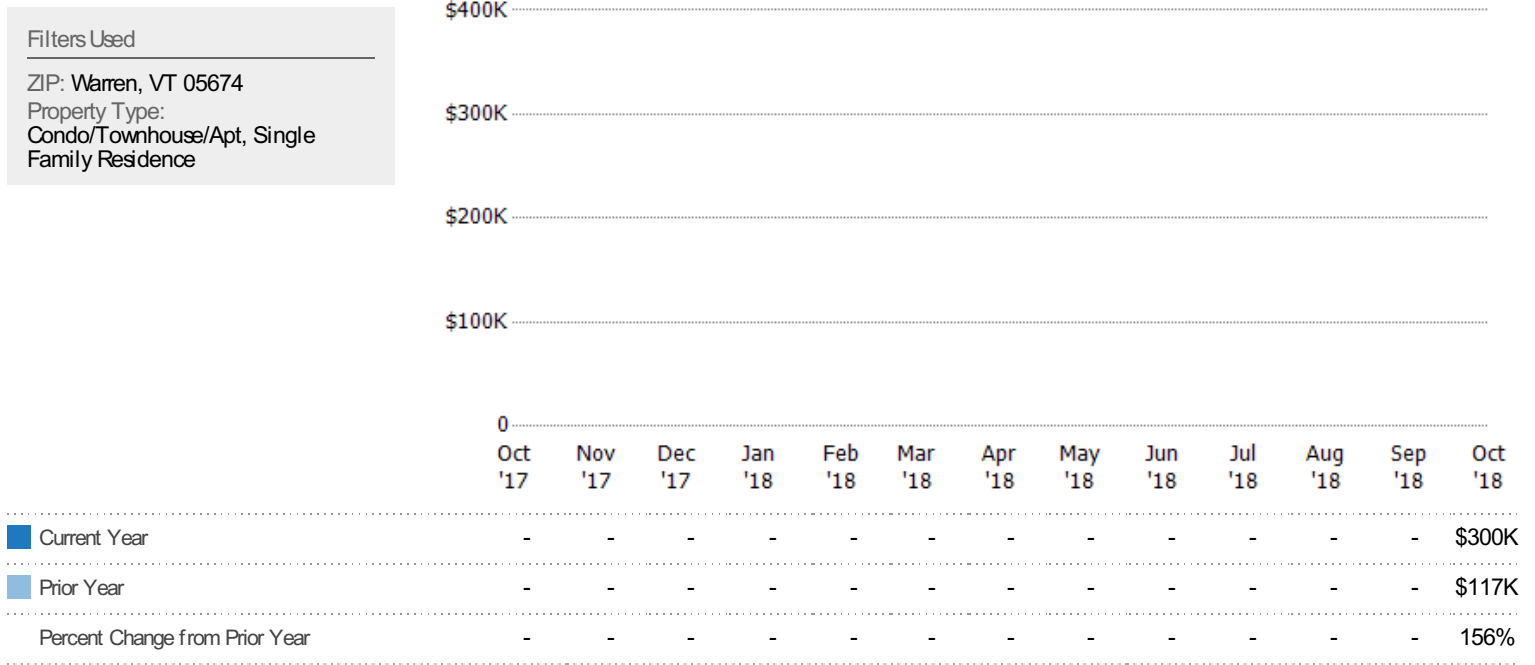 Filters Used
ZIP: Warren, VT 05674
Property Type:
Condo/Townhouse/Apt, Single
Family Residence
$400K
$300K
$200K
$100K
0
Oct Nov Dec Jan Feb Mar Apr May Jun Jul Aug Sep Oct
'17 '17 '17 '18 '18 '18 '18 '18 '18 '18 '18 '18 '18
Current Year - - - - - - - - - - - - $300K
Prior Year - - - - - - - - - - - - $117K
Percent Change from Prior Year - - - - - - - - - - - - 156%